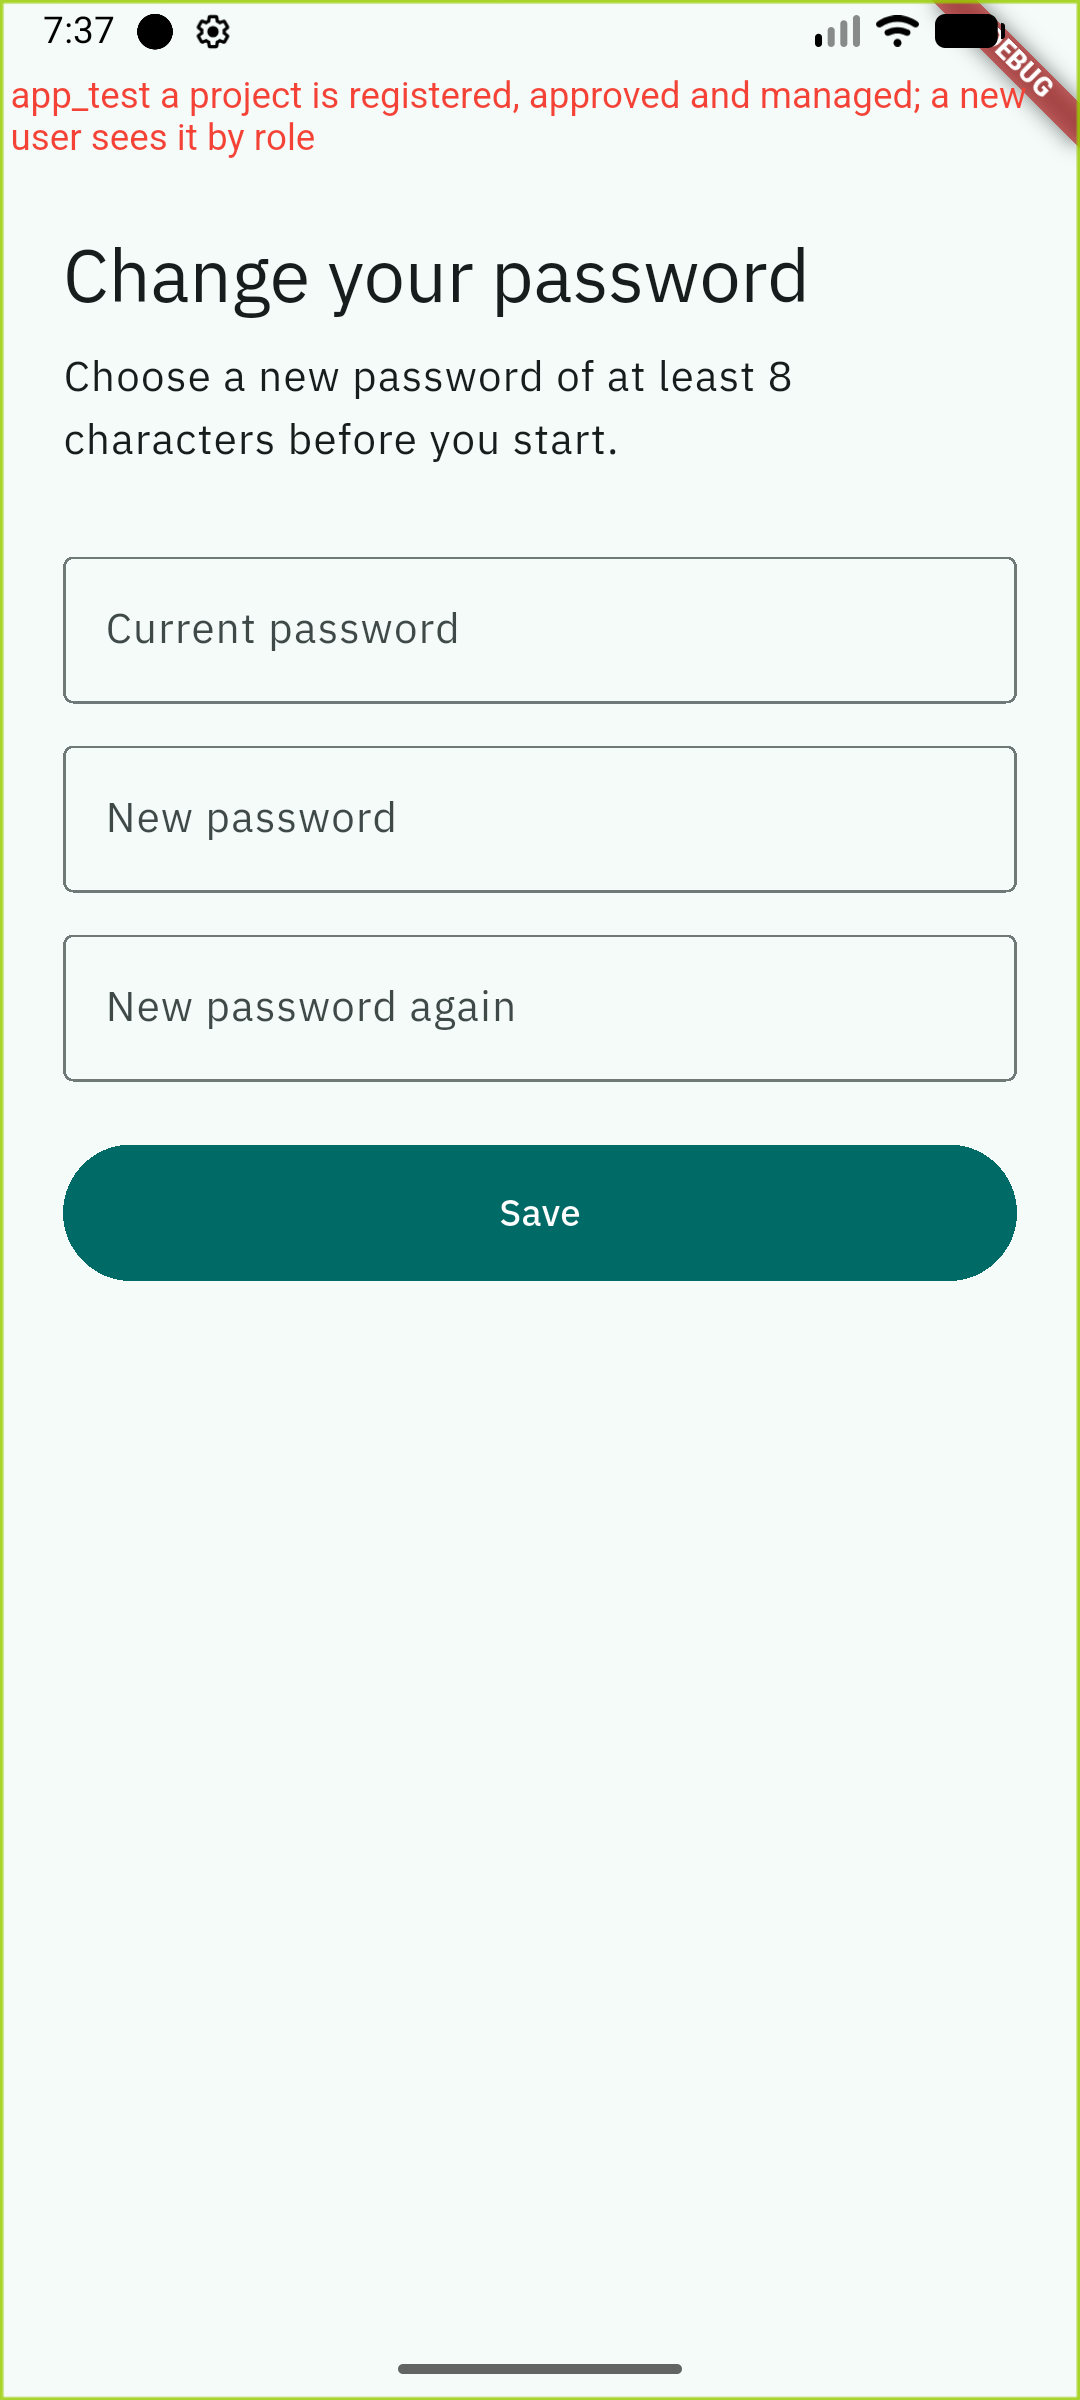 7:37
EBUG
app_test a project is registered, approved and managed; a new
user sees it by role
Change your password
Choose a new password of at least 8
characters before you start.
Current password
New password
New password again
Save